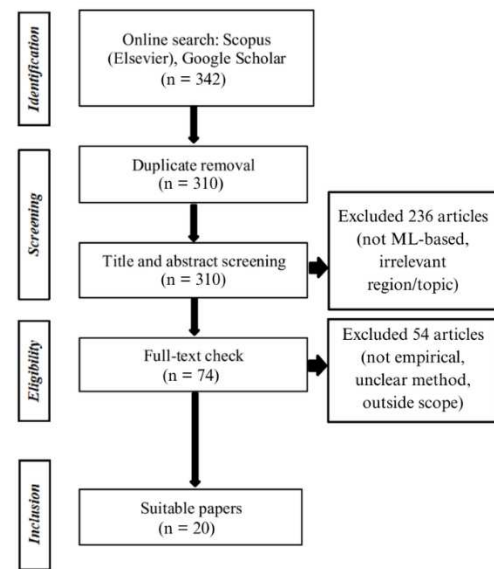 Identification
Online search: Scopus
(Elsevier), Google Scholar
(n = 342)
Screening
Duplicate removal
(n = 310)
Title and abstract screening
(n = 310)
Excluded 236 articles
(not ML-based,
irrelevant
region/topic)
Eligibility
Full-text check
(n = 74)
Excluded 54 articles
(not empirical,
unclear method,
outside scope)
Inclusion
Suitable papers
(n = 20)